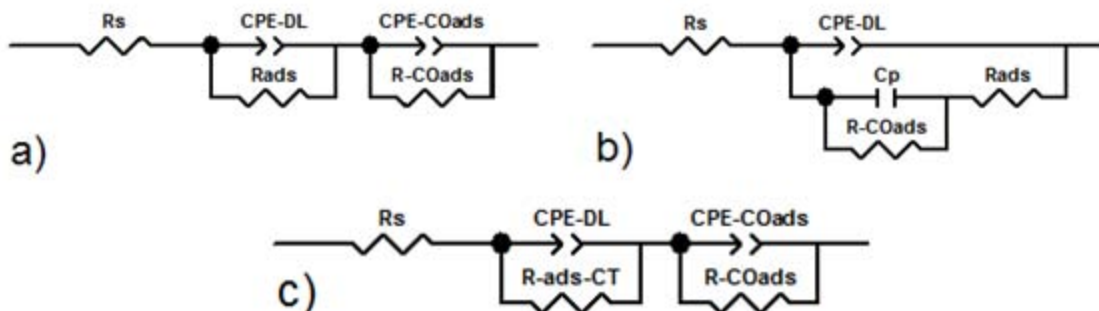 Rs CPE-DL CPE-COads
Rads R-COads
a)
Rs CPE-DL
Cp Rads
R-COads
b)
Rs CPE-DL CPE-COads
R-ads-CT R-COads
c)